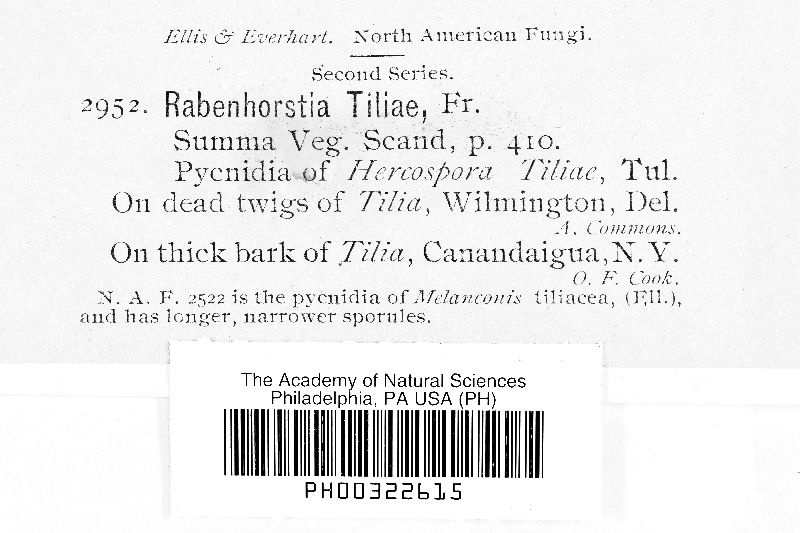 Ellis & Everhart. North American Fungi.
Second Series.
2952. Rabenhorstia Tiliae, Fr.
Summa Veg. Scand, p. 410.
Pycnidia of Hercospora Tiliae, Tul.
On dead twigs of Tilia, Wilmington, Del.
A. Commons.
On thick bark of Tilia, Canandaigua, N. Y.
O. F. Cook.
N. A. F. 2522 is the pycnidia of Melanconis tiliacea, (Ell.),
and has longer, narrower sporules.
The Academy of Natural Sciences
Philadelphia, PA USA (PH)
PH00322615